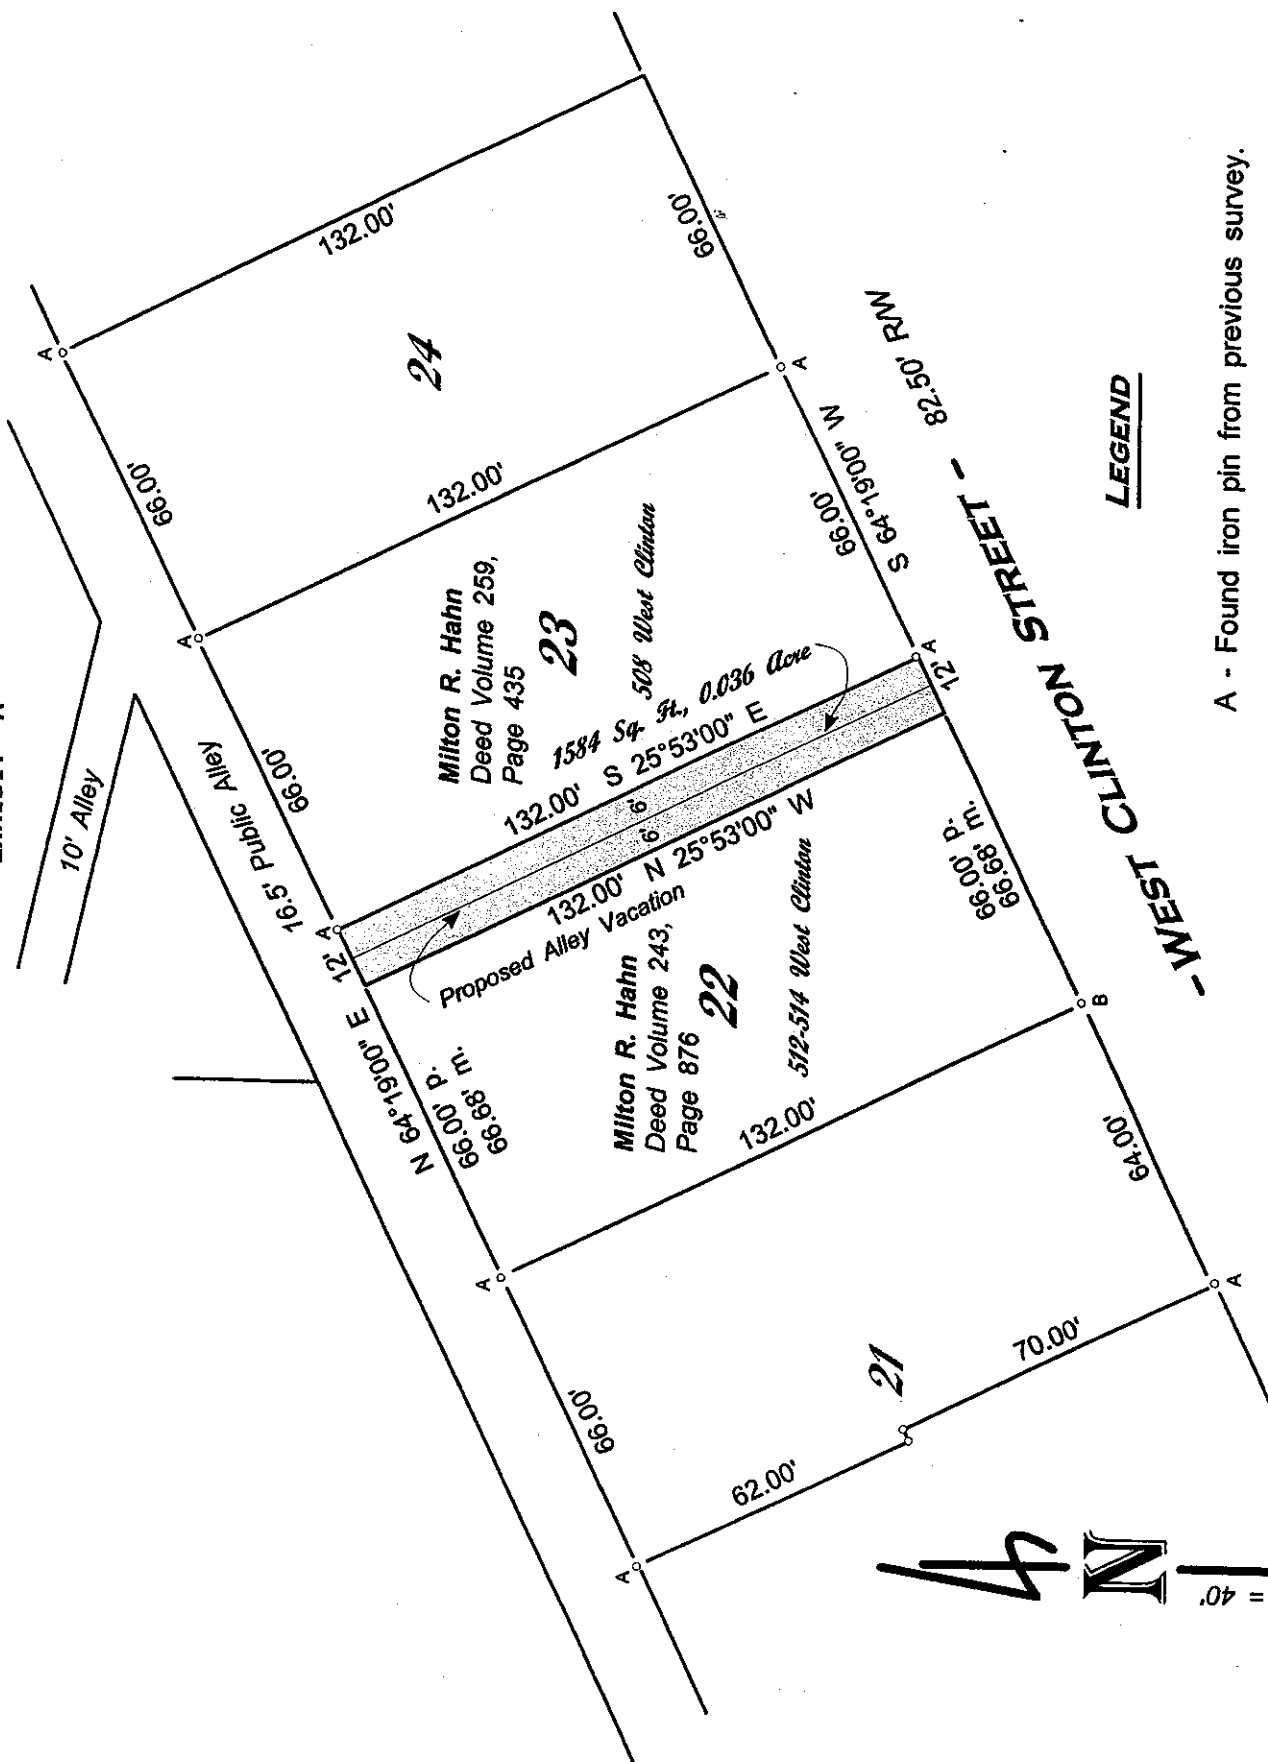 10' Alley
16.5' Public Alley
A
66.00'
132.00'
24
66.00'
A
66.00'
12' A
132.00'
A
Milton R. Hahn
Deed Volume 259,
Page 435
23
508 West Clinton
1584 Sq. Ft., 0.036 Acre
132.00' S 25°53'00" E
6' 6'
132.00' N 25°53'00" W
Proposed Alley Vacation
66.00'
S 64°19'00" W
12' A
N 64°19'00" E
66.00' P.
66.68' m.
Milton R. Hahn
Deed Volume 243,
Page 876
22
512-514 West Clinton
132.00'
66.00' P.
66.68' m.
B
A
66.00'
A
62.00'
21
70.00'
64.00'
A
- WEST CLINTON STREET - 82.50' R/W
LEGEND
A - Found iron pin from previous survey.
N
= 40'